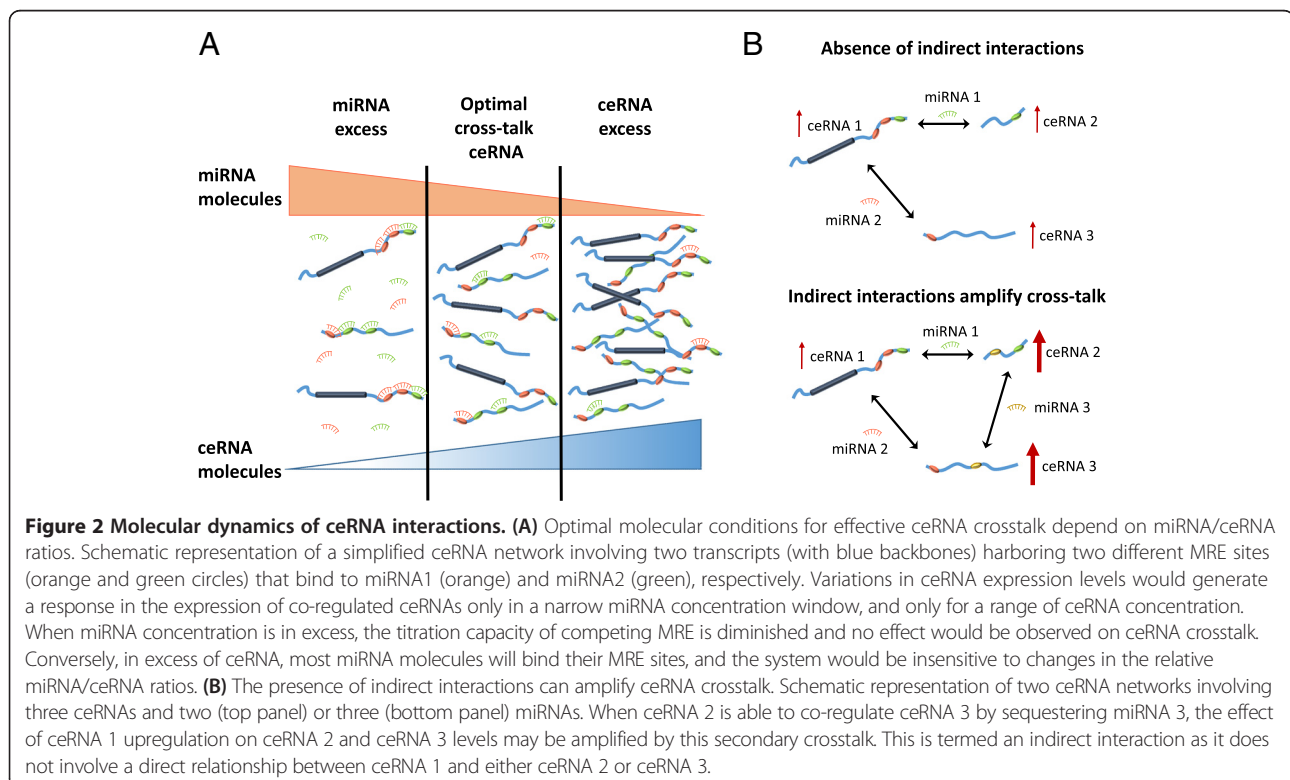 A
miRNA
excess
Optimal
cross-talk
ceRNA
ceRNA
excess
miRNA
molecules
ceRNA
molecules
B
Absence of indirect interactions
miRNA 1
ceRNA 1
ceRNA 2
miRNA 2
ceRNA 3
Indirect interactions amplify cross-talk
miRNA 1
ceRNA 1
ceRNA 2
miRNA 3
miRNA 2
ceRNA 3
Figure 2 Molecular dynamics of ceRNA interactions. (A) Optimal molecular conditions for effective ceRNA crosstalk depend on miRNA/ceRNA
ratios. Schematic representation of a simplified ceRNA network involving two transcripts (with blue backbones) harboring two different MRE sites
(orange and green circles) that bind to miRNA1 (orange) and miRNA2 (green), respectively. Variations in ceRNA expression levels would generate
a response in the expression of co-regulated ceRNAs only in a narrow miRNA concentration window, and only for a range of ceRNA concentration.
When miRNA concentration is in excess, the titration capacity of competing MRE is diminished and no effect would be observed on ceRNA crosstalk.
Conversely, in excess of ceRNA, most miRNA molecules will bind their MRE sites, and the system would be insensitive to changes in the relative
miRNA/ceRNA ratios. (B) The presence of indirect interactions can amplify ceRNA crosstalk. Schematic representation of two ceRNA networks involving
three ceRNAs and two (top panel) or three (bottom panel) miRNAs. When ceRNA 2 is able to co-regulate ceRNA 3 by sequestering miRNA 3, the effect
of ceRNA 1 upregulation on ceRNA 2 and ceRNA 3 levels may be amplified by this secondary crosstalk. This is termed an indirect interaction as it does
not involve a direct relationship between ceRNA 1 and either ceRNA 2 or ceRNA 3.